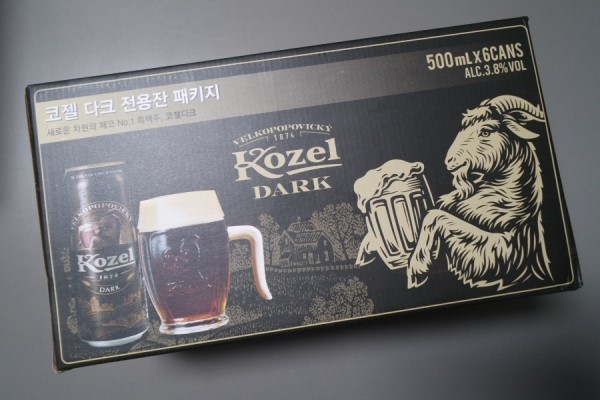 코젤 다크 전용잔 패키지
새로운 차원의 체코 No.1 흑맥주, 코젤다크
500mL X 6CANS
ALC.3.8%VOL
VELKOPOPOVICKÝ
1874
Kozel
DARK
VELKOPOPOVICKÝ
Kozel
1874
DARK